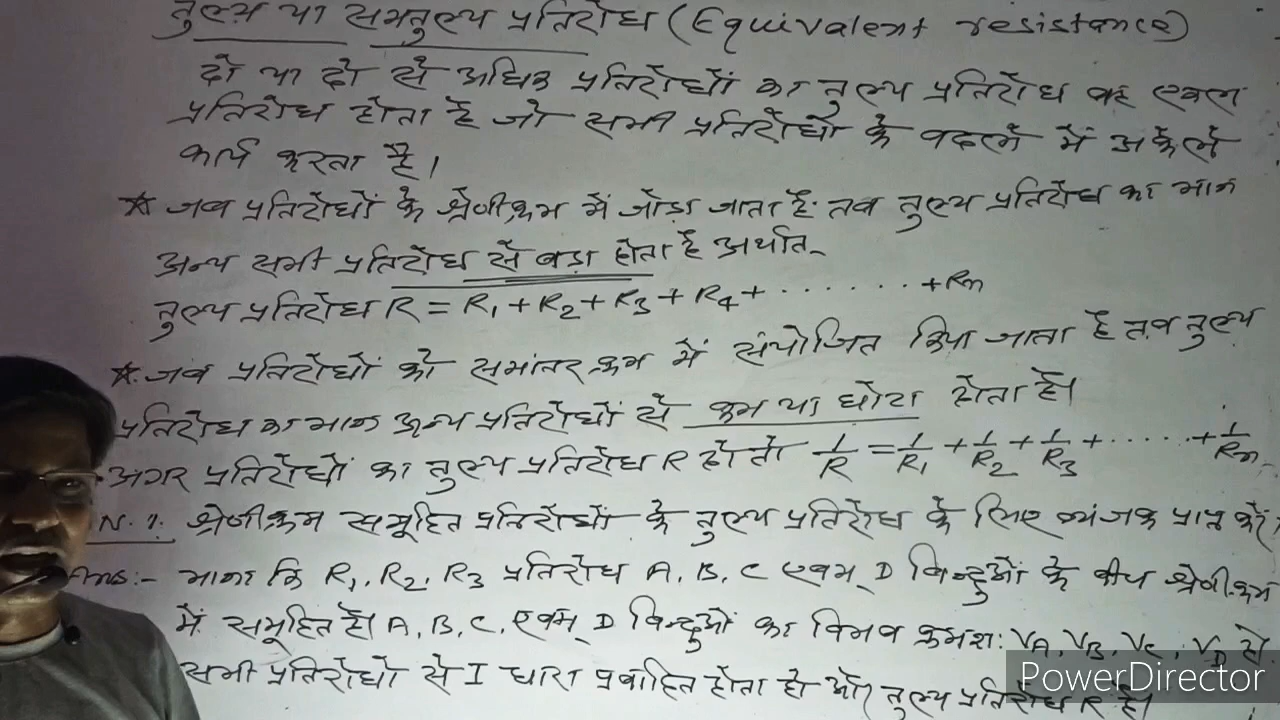 तुल्य या समतुल्य प्रतिरोध (Equivalent resistance)
दो या दो से अधिक प्रतिरोधों का तुल्य प्रतिरोध वह एकल
प्रतिरोध होता है जो सभी प्रतिरोधों के बदले में अकेले
कार्य करता है।
* जब प्रतिरोधों के श्रेणीक्रम में जोड़ा जाता है तब तुल्य प्रतिरोध का मान
अन्य सभी प्रतिरोध से बड़ा होता है अर्थात्-
तुल्य प्रतिरोध R = R₁ + R₂ + R₃ + R₄ + ........ + Rn
* जब प्रतिरोधों को समांतर क्रम में संयोजित किया जाता है तब तुल्य
प्रतिरोध का मान अन्य प्रतिरोधों से कम या छोटा होता है।
अगर प्रतिरोधों का तुल्य प्रतिरोध R हो तो 1/R = 1/R₁ + 1/R₂ + 1/R₃ + ...... + 1/Rn
N. 1. श्रेणीक्रम समूहित प्रतिरोधों के तुल्य प्रतिरोध के लिए व्यंजक प्राप्त करें।
Ans:- माना कि R₁, R₂, R₃ प्रतिरोध A, B, C एवम् D बिन्दुओं के बीच श्रेणीक्रम
में समूहित है। A, B, C, एवम् D बिन्दुओं का विभव क्रमश: VA, VB, VC, VD है
सभी प्रतिरोधों से I धारा प्रवाहित होता हो और तुल्य प्रतिरोध R है।
PowerDirector